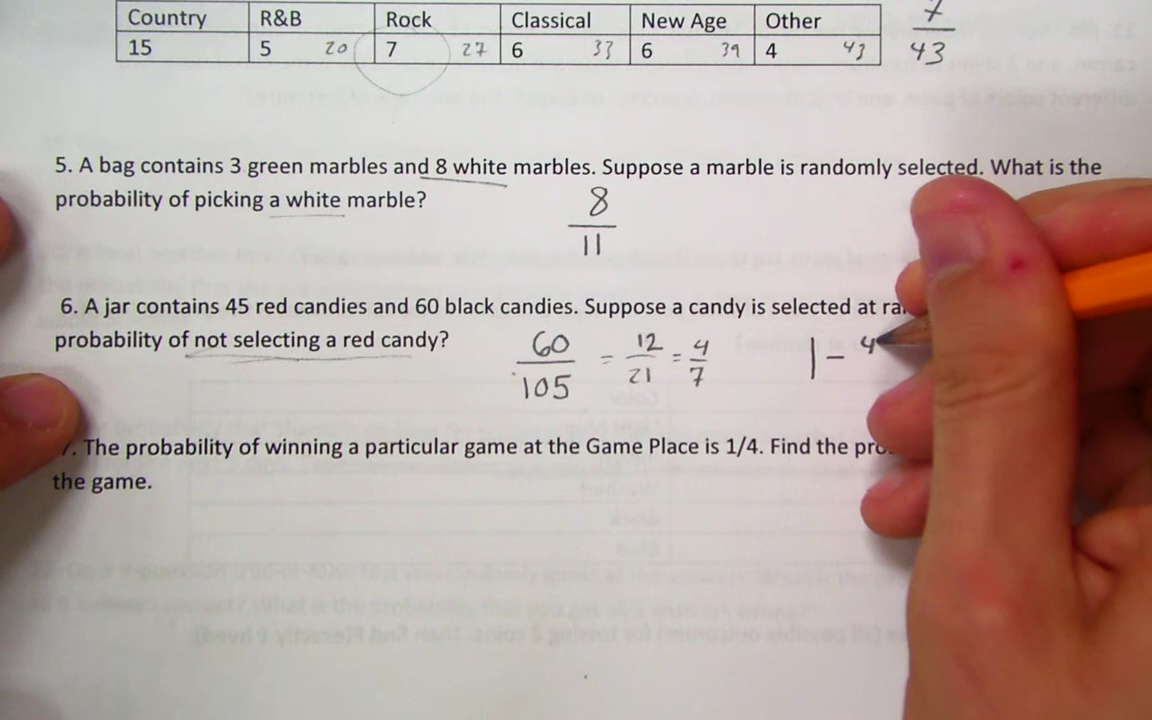 Country R&B Rock Classical New Age Other 7
15 5 20 7 27 6 33 6 39 4 43 43
5. A bag contains 3 green marbles and 8 white marbles. Suppose a marble is randomly selected. What is the
probability of picking a white marble?
8
11
6. A jar contains 45 red candies and 60 black candies. Suppose a candy is selected at
probability of not selecting a red candy?
60 = 12 = 4 1 - 4
105 21 7
7. The probability of winning a particular game at the Game Place is 1/4. Find the
the game.